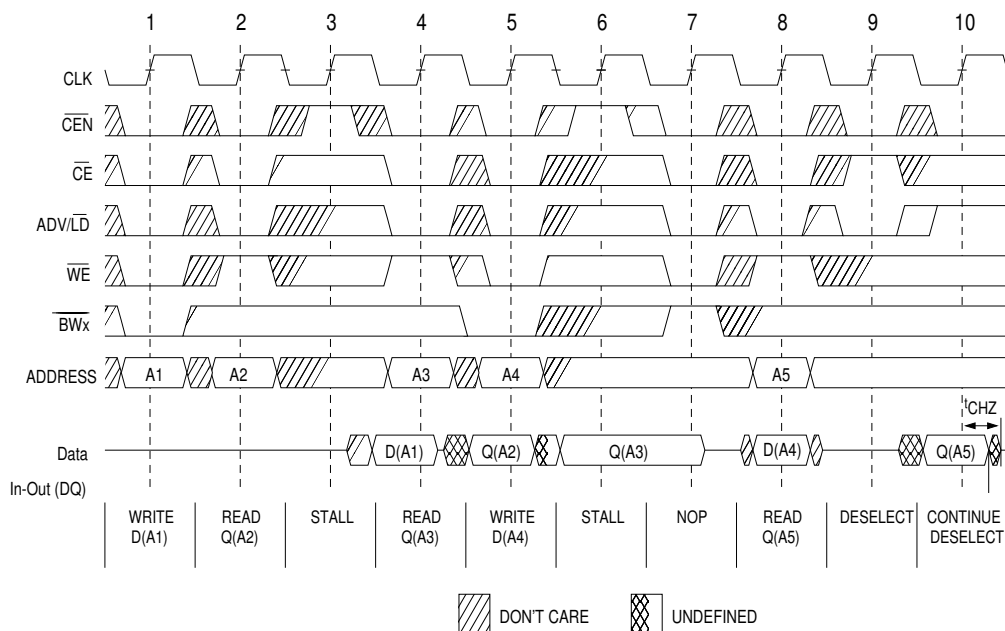 1 2 3 4 5 6 7 8 9 10
CLK
CEN
CE
ADV/LD
WE
BWx
ADDRESS A1 A2 A3 A4 A5
tCHZ
Data D(A1) Q(A2) Q(A3) D(A4) Q(A5)
In-Out (DQ)
WRITE READ STALL READ WRITE STALL NOP READ DESELECT CONTINUE
D(A1) Q(A2) Q(A3) D(A4) Q(A5) DESELECT
DON'T CARE UNDEFINED